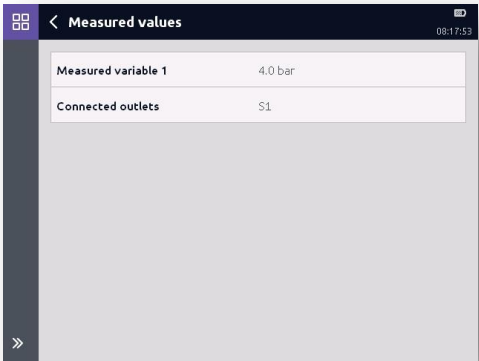 Measured values
08:17:53
Measured variable 1 4.0 bar
Connected outlets S1